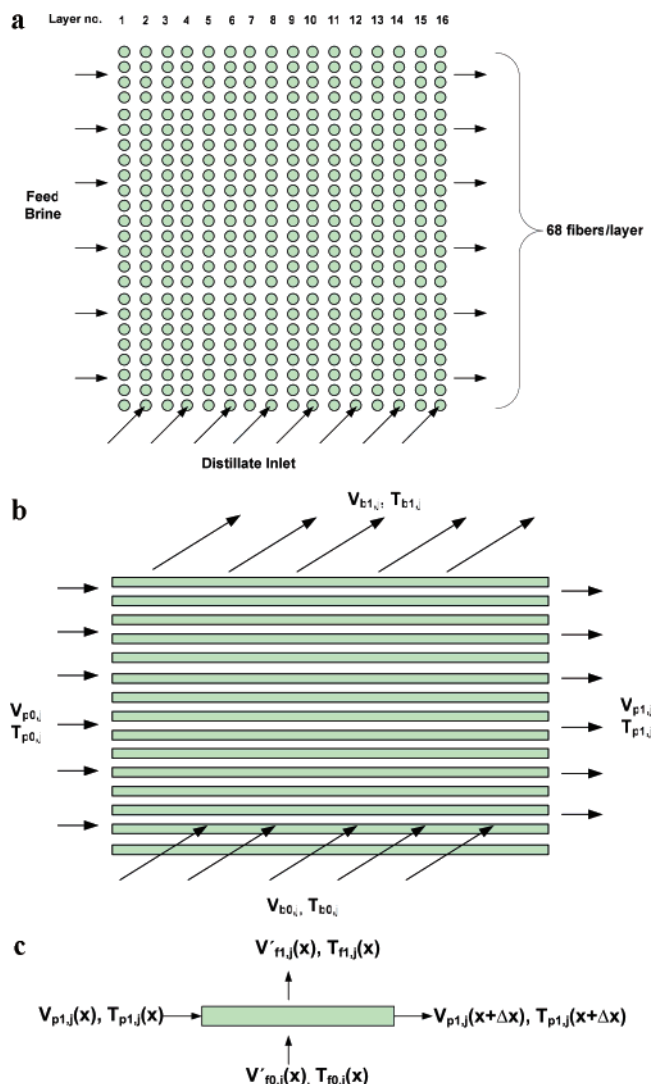 a
Layer no. 1 2 3 4 5 6 7 8 9 10 11 12 13 14 15 16
Feed
Brine
68 fibers/layer
Distillate Inlet
b
Vb1,j, Tb1,j
Vp0,j
Tp0,j
Vp1,j
Tp1,j
Vb0,j, Tb0,j
c
V´f1,j(x), Tf1,j(x)
Vp1,j(x), Tp1,j(x)
Vp1,j(x+Δx), Tp1,j(x+Δx)
V´f0,j(x), Tf0,j(x)